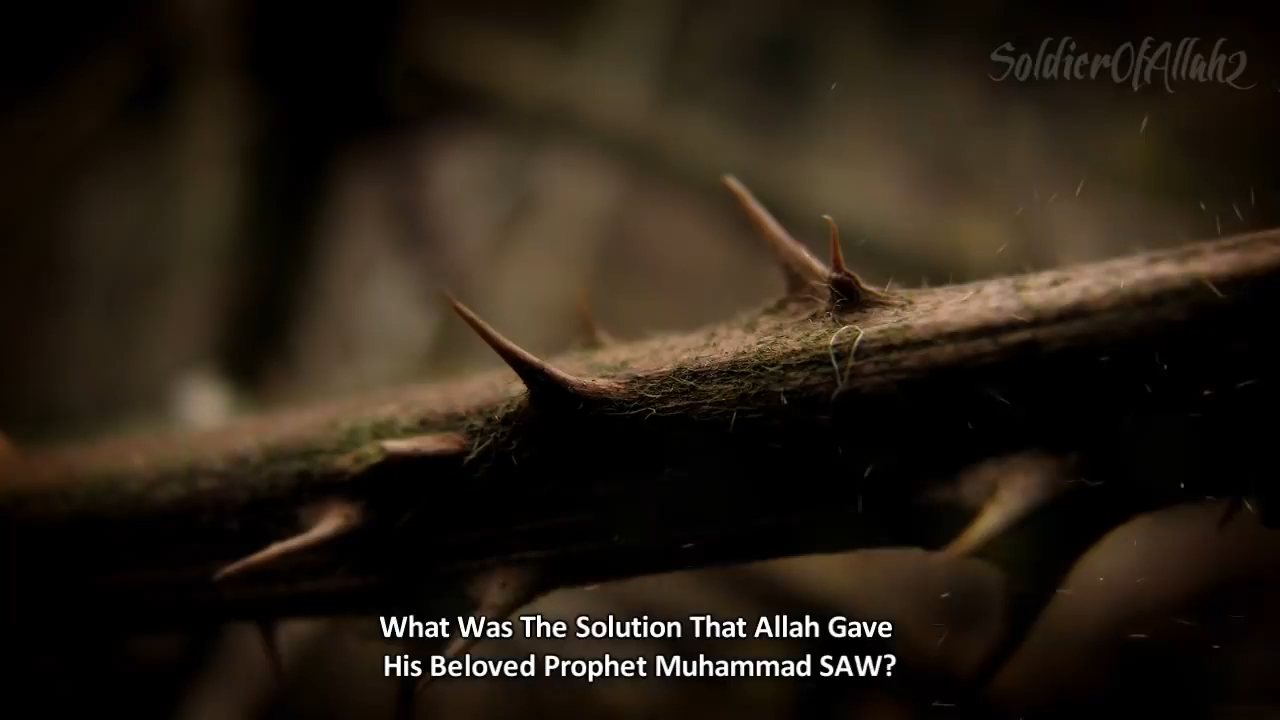 SoldierOfAllah2
What Was The Solution That Allah Gave
His Beloved Prophet Muhammad SAW?